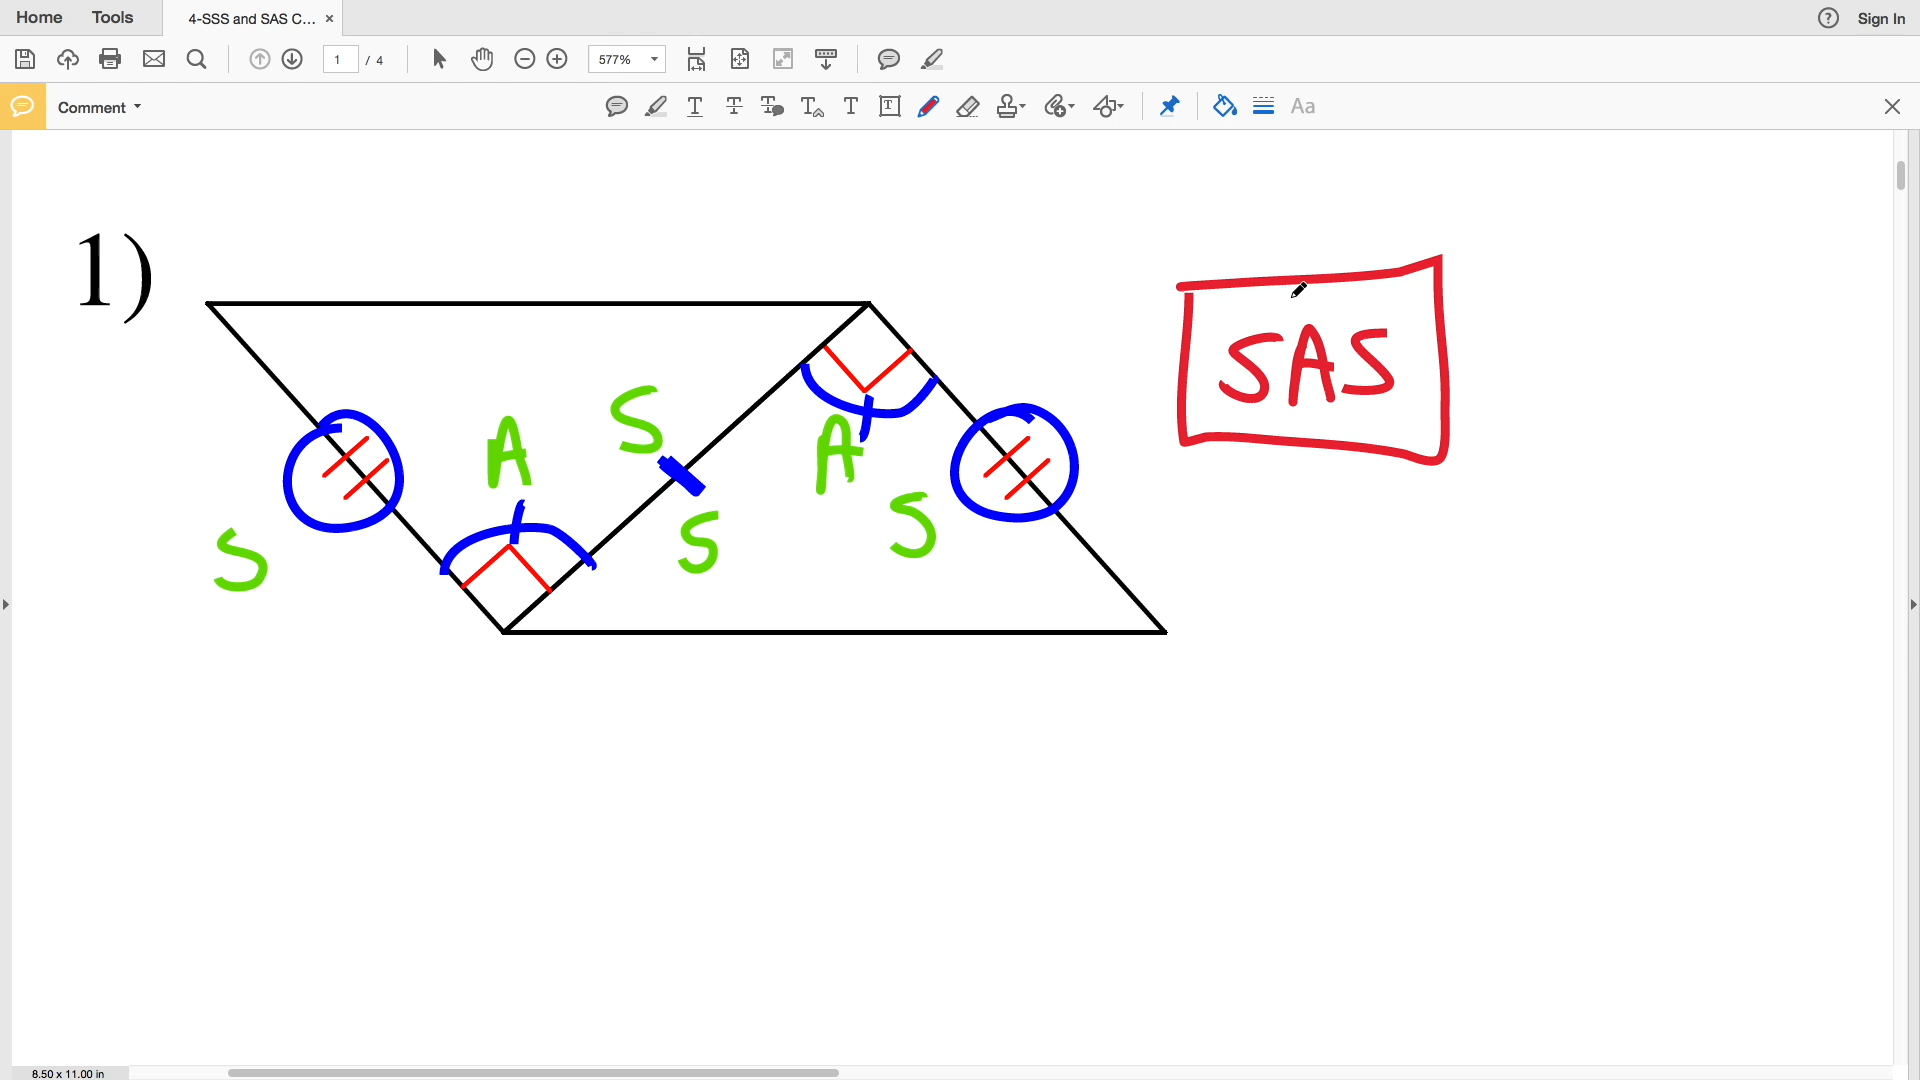 Home Tools 4-SSS and SAS C... × ? Sign In
1 / 4 577%
Comment T T T T T T Aa
1)
SAS
S
A
A
S
S
S
8.50 x 11.00 in